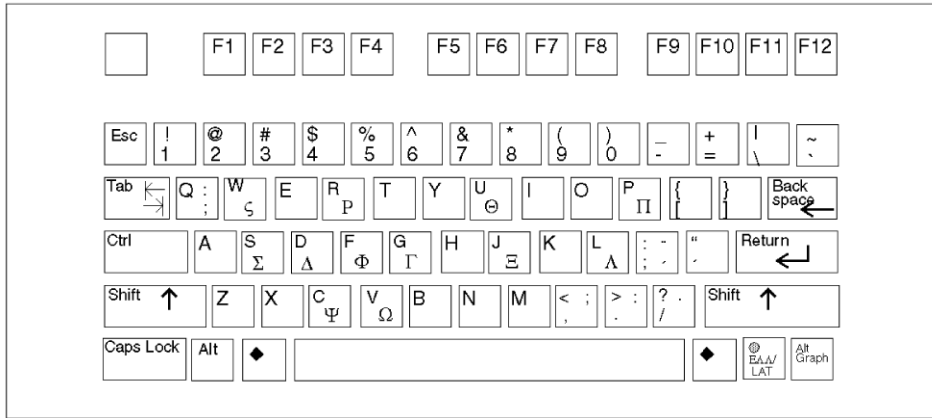 F1 F2 F3 F4 F5 F6 F7 F8 F9 F10 F11 F12
Esc ! 1 @ 2 # 3 $ 4 % 5 ^ 6 & 7 * 8 ( 9 ) 0 _ - + = | \ ~ `
Tab Q : ; W ς E R Ρ T Y U Θ I O P Π { [ } ] Back space
Ctrl A S Σ D Δ F Φ G Γ H J Ξ K L Λ : ; “ ´ Return
Shift Z X C Ψ V Ω B N M < ; , > : . ? . / Shift
Caps Lock Alt ΕΛΛ/ LAT Alt Graph